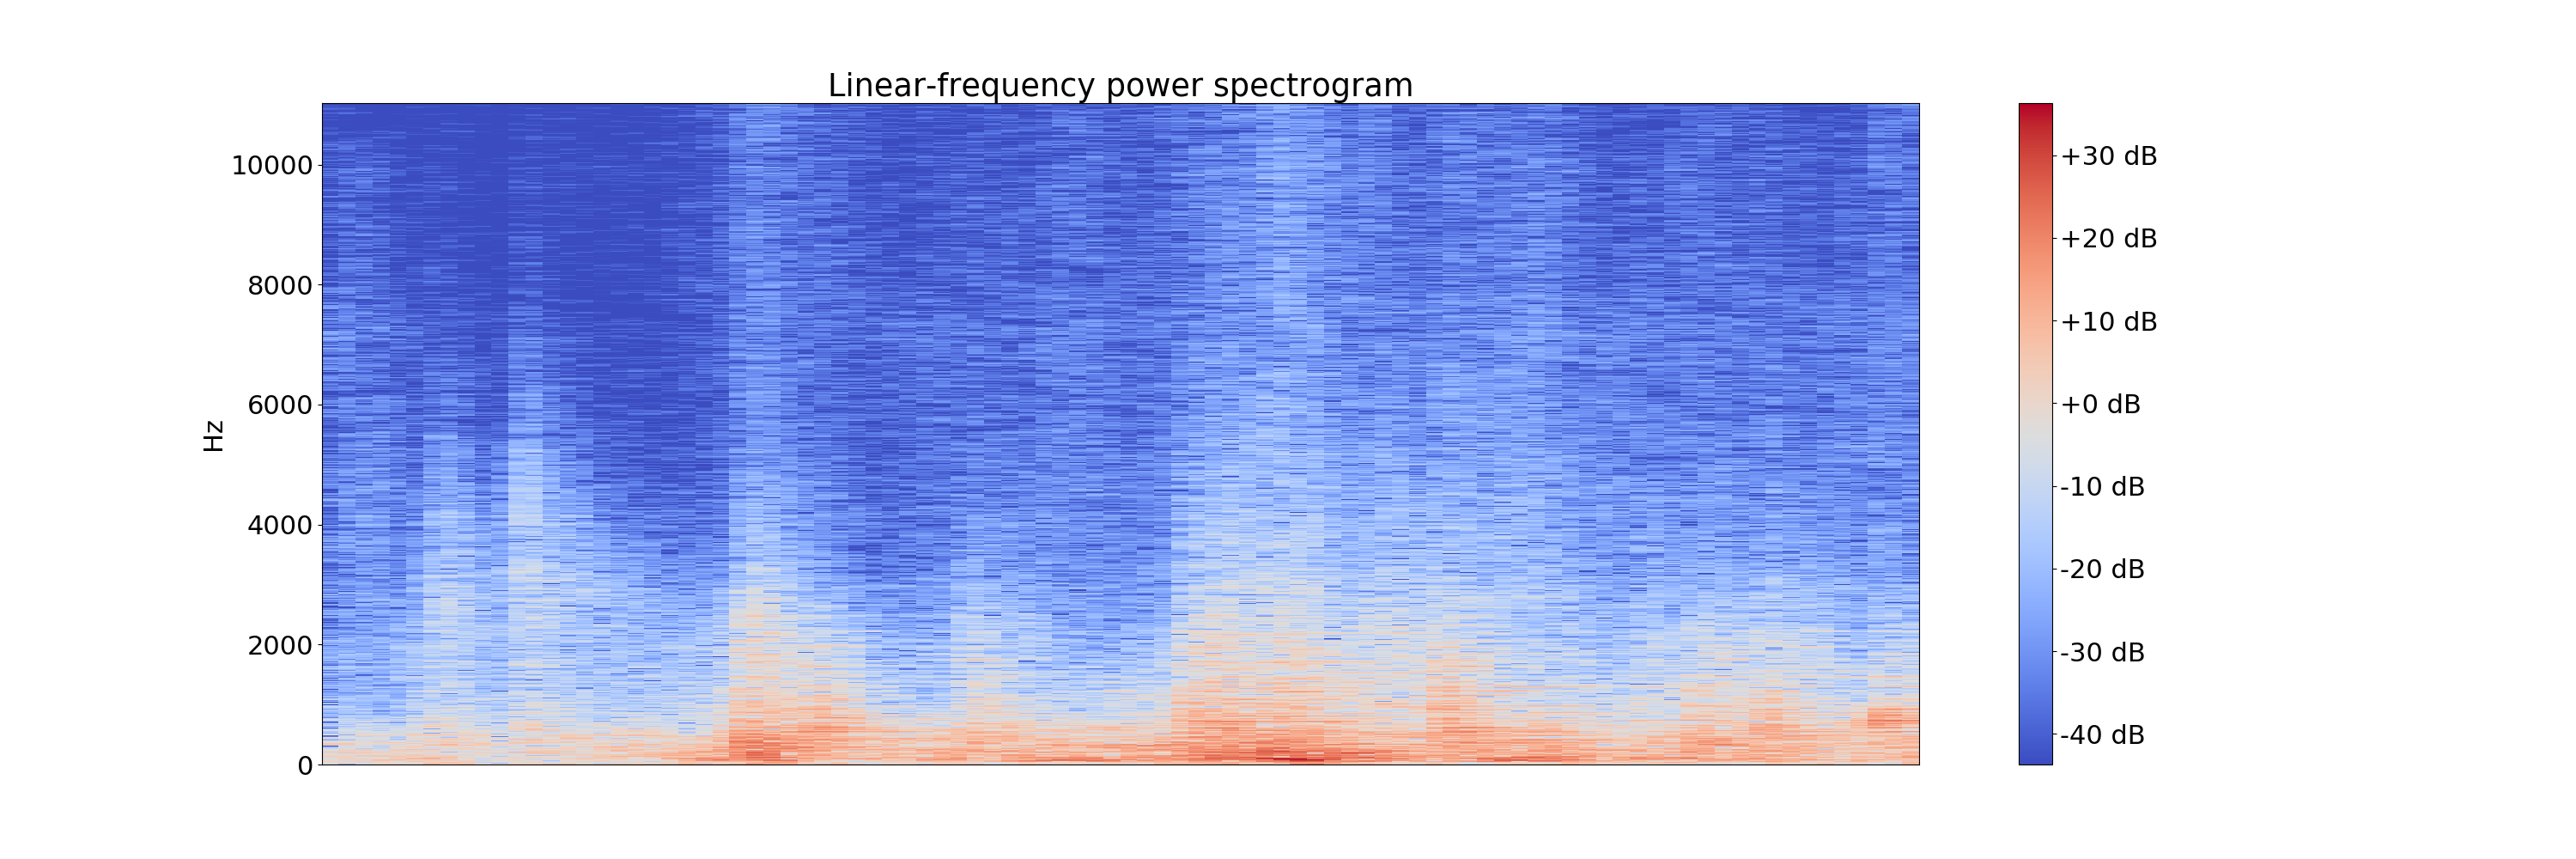 Linear-frequency power spectrogram
Hz
10000
8000
6000
4000
2000
0
+30 dB
+20 dB
+10 dB
+0 dB
-10 dB
-20 dB
-30 dB
-40 dB